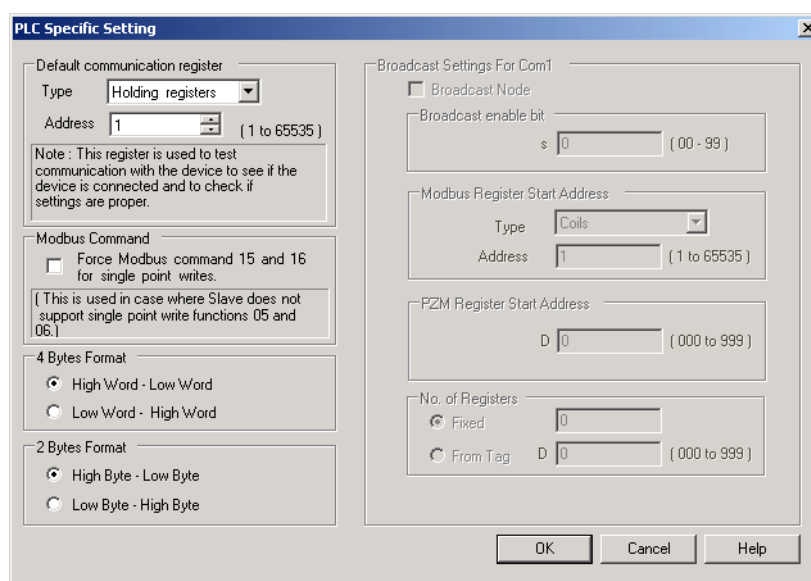 PLC Specific Setting
Default communication register
Type Holding registers
Address 1 ( 1 to 65535 )
Note : This register is used to test
communication with the device to see if the
device is connected and to check if
settings are proper.
Modbus Command
Force Modbus command 15 and 16
for single point writes.
( This is used in case where Slave does not
support single point write functions 05 and
06.)
4 Bytes Format
High Word - Low Word
Low Word - High Word
2 Bytes Format
High Byte - Low Byte
Low Byte - High Byte
Broadcast Settings For Com1
Broadcast Node
Broadcast enable bit
s 0 ( 00 - 99 )
Modbus Register Start Address
Type Coils
Address 1 ( 1 to 65535 )
PZM Register Start Address
D 0 ( 000 to 999 )
No. of Registers
Fixed 0
From Tag D 0 ( 000 to 999 )
OK Cancel Help